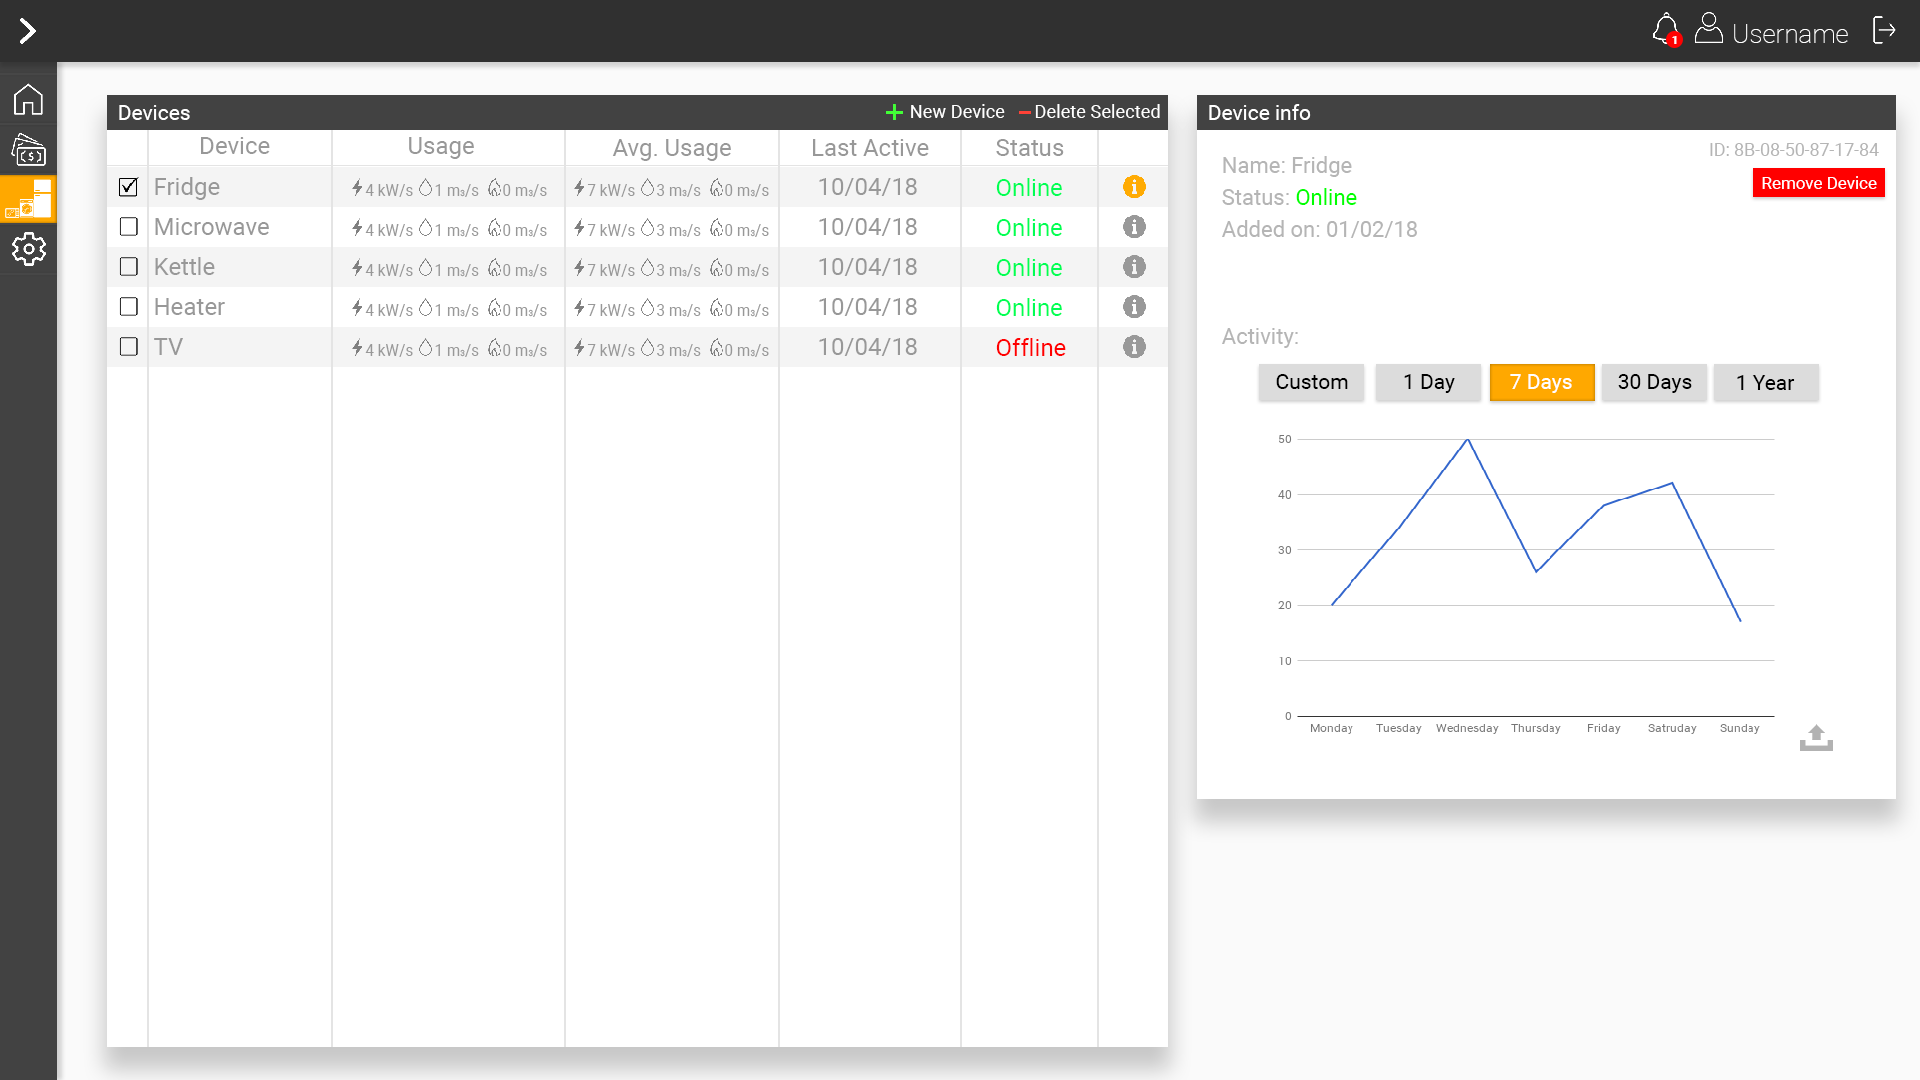 1
Username
Devices
New Device
Delete Selected
Device Usage Avg. Usage Last Active Status
Fridge 4 kW/s 1 m₃/s 0 m₃/s 7 kW/s 3 m₃/s 0 m₃/s 10/04/18 Online
Microwave 4 kW/s 1 m₃/s 0 m₃/s 7 kW/s 3 m₃/s 0 m₃/s 10/04/18 Online
Kettle 4 kW/s 1 m₃/s 0 m₃/s 7 kW/s 3 m₃/s 0 m₃/s 10/04/18 Online
Heater 4 kW/s 1 m₃/s 0 m₃/s 7 kW/s 3 m₃/s 0 m₃/s 10/04/18 Online
TV 4 kW/s 1 m₃/s 0 m₃/s 7 kW/s 3 m₃/s 0 m₃/s 10/04/18 Offline
Device info
ID: 8B-08-50-87-17-84
Name: Fridge
Remove Device
Status: Online
Added on: 01/02/18
Activity:
Custom 1 Day 7 Days 30 Days 1 Year
50
40
30
20
10
0
Monday Tuesday Wednesday Thursday Friday Satruday Sunday